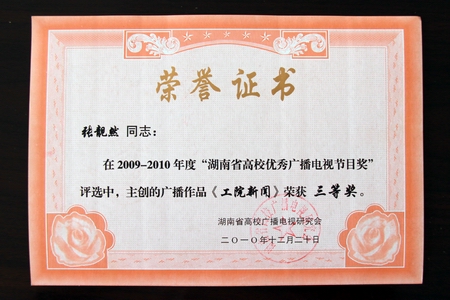 荣誉证书
张靓然 同志：
在2009-2010年度“湖南省高校优秀广播电视节目奖”
评选中，主创的广播作品《工院新闻》荣获 三等奖。
湖南省高校广播电视研究会
二〇一〇年十二月二十日